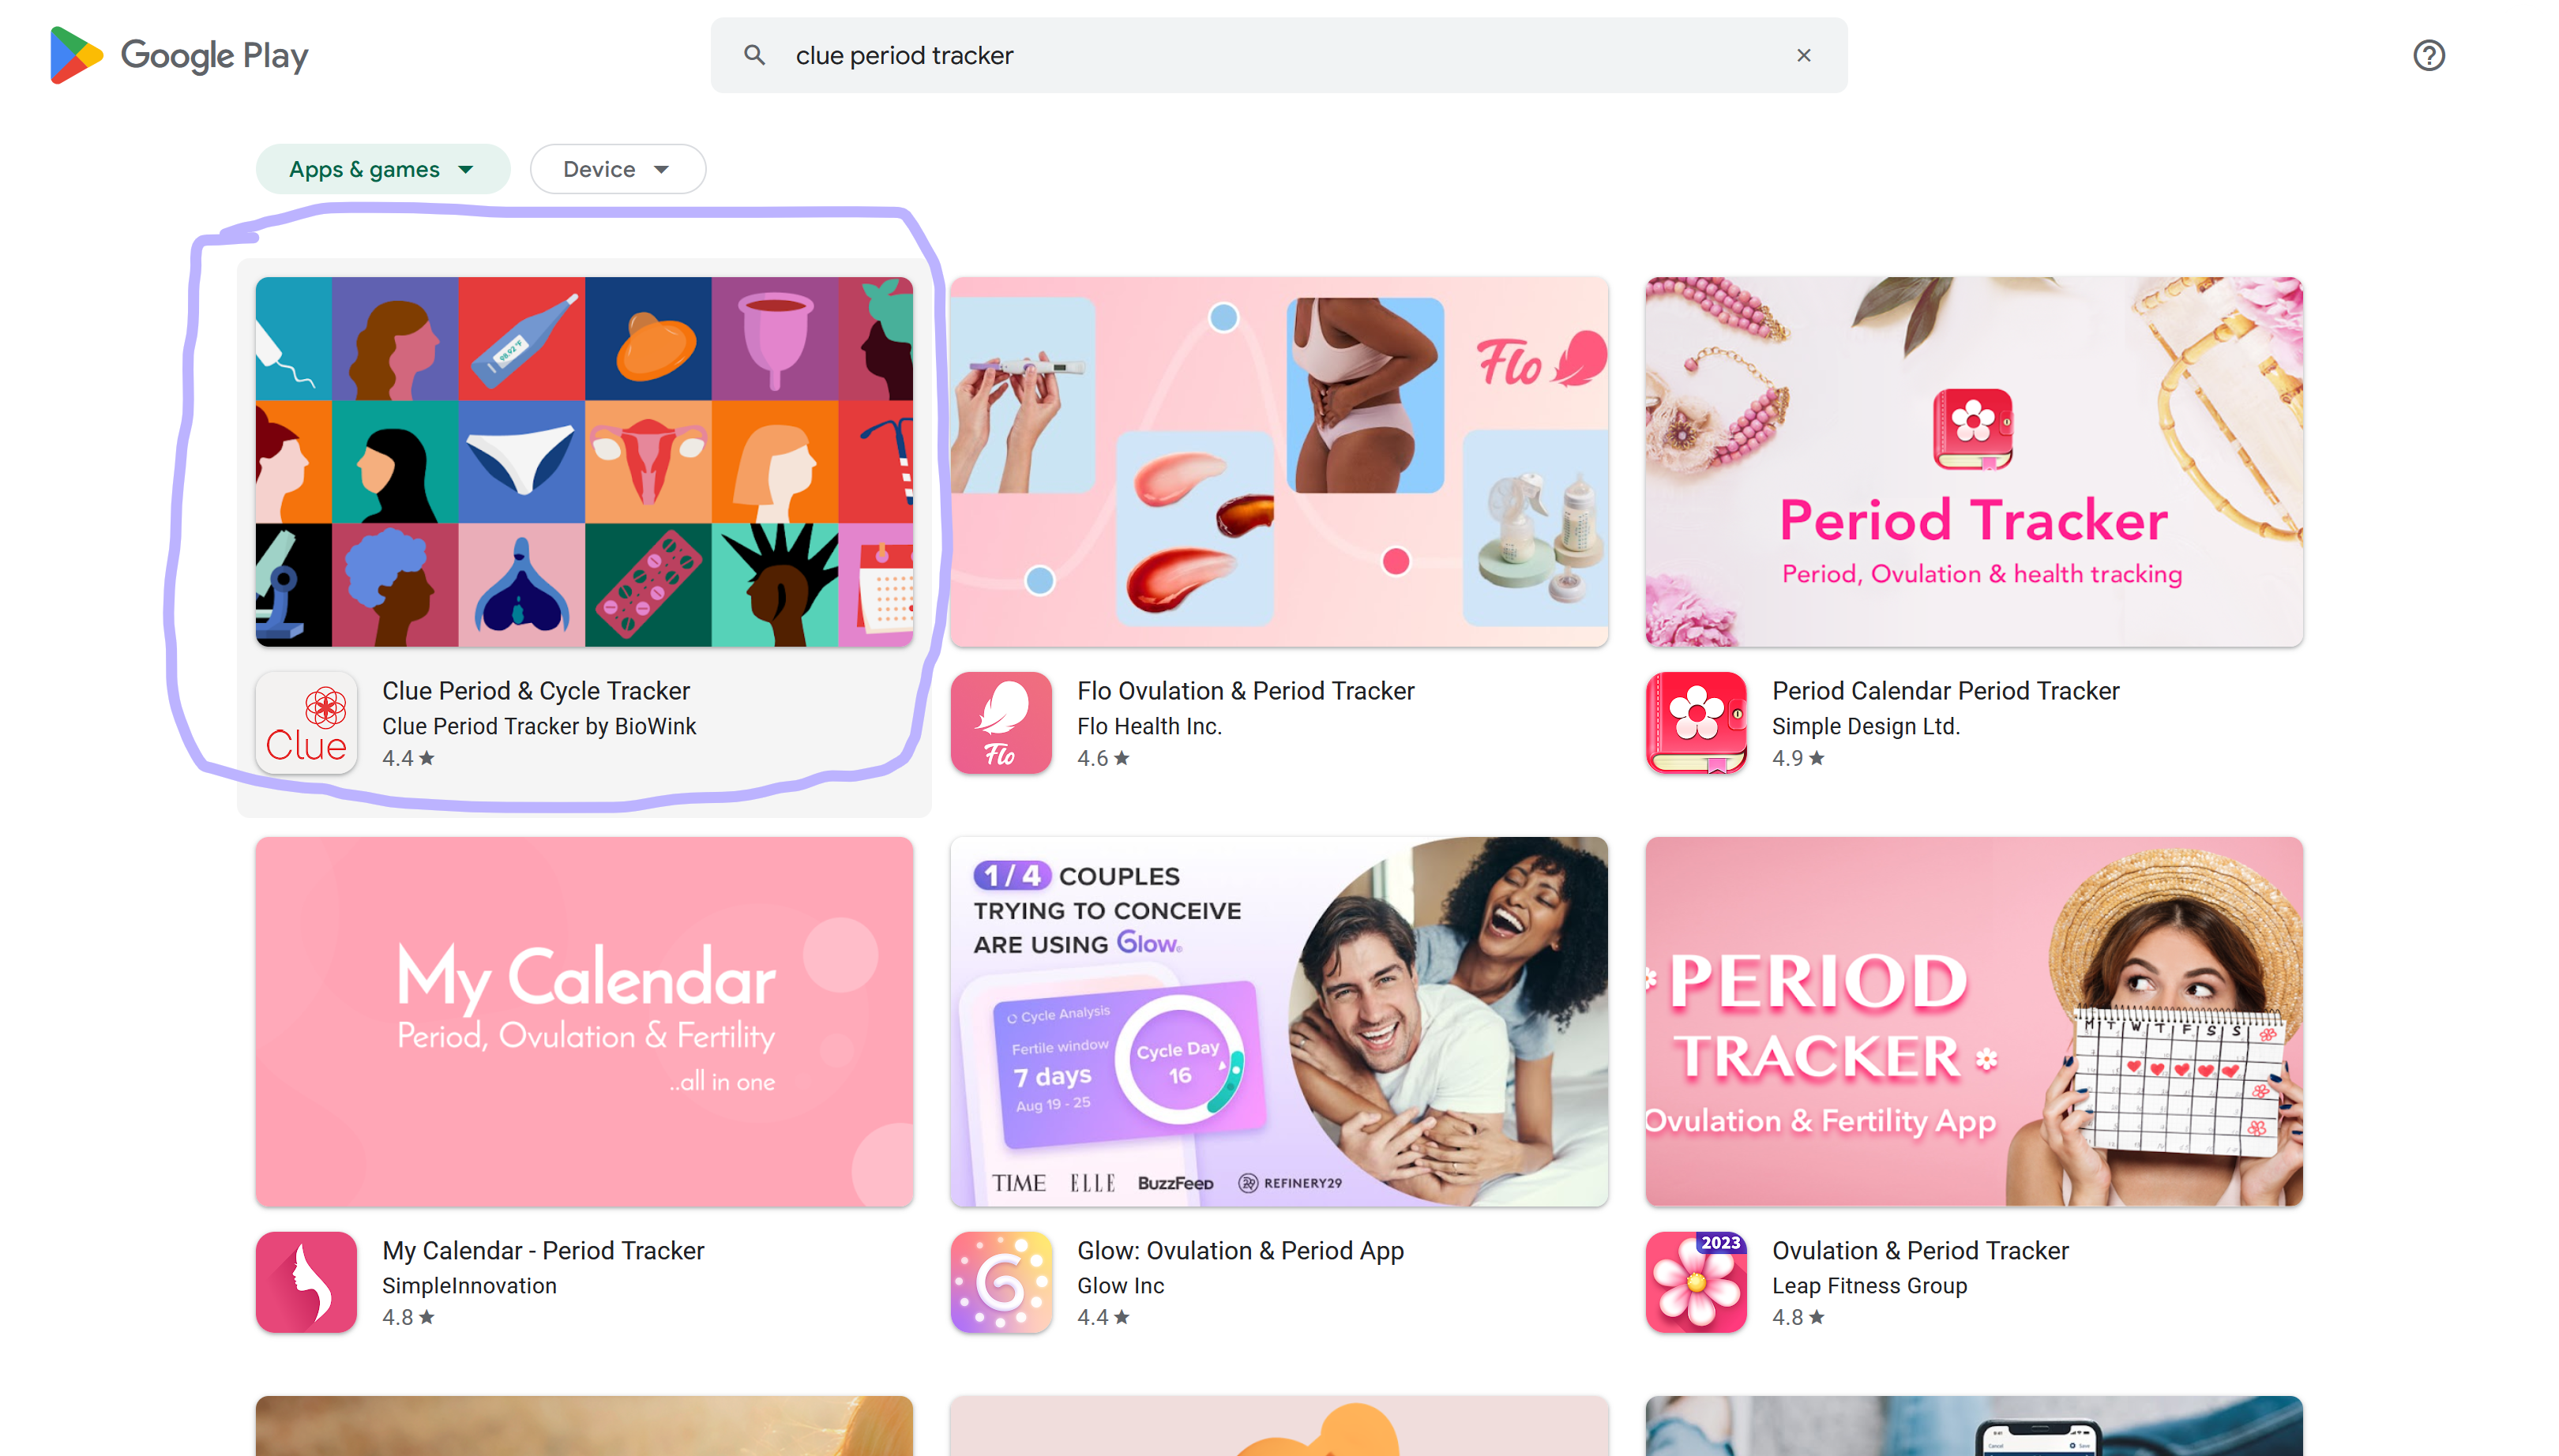 Google Play
clue period tracker
Apps & games
Device
98.92 °F
Flo
Period Tracker
Period, Ovulation & health tracking
Clue
Clue Period & Cycle Tracker
Clue Period Tracker by BioWink
4.4
Flo
Flo Ovulation & Period Tracker
Flo Health Inc.
4.6
Period Calendar Period Tracker
Simple Design Ltd.
4.9
My Calendar
Period, Ovulation & Fertility
..all in one
1/4 COUPLES
TRYING TO CONCEIVE
ARE USING Glow
Cycle Analysis
Fertile window
7 days
Aug 19 - 25
Cycle Day
16
TIME ELLE BuzzFeed REFINERY29
PERIOD
TRACKER
Ovulation & Fertility App
M T W T F S S
My Calendar - Period Tracker
SimpleInnovation
4.8
Glow: Ovulation & Period App
Glow Inc
4.4
2023
Ovulation & Period Tracker
Leap Fitness Group
4.8
Cancel
Save